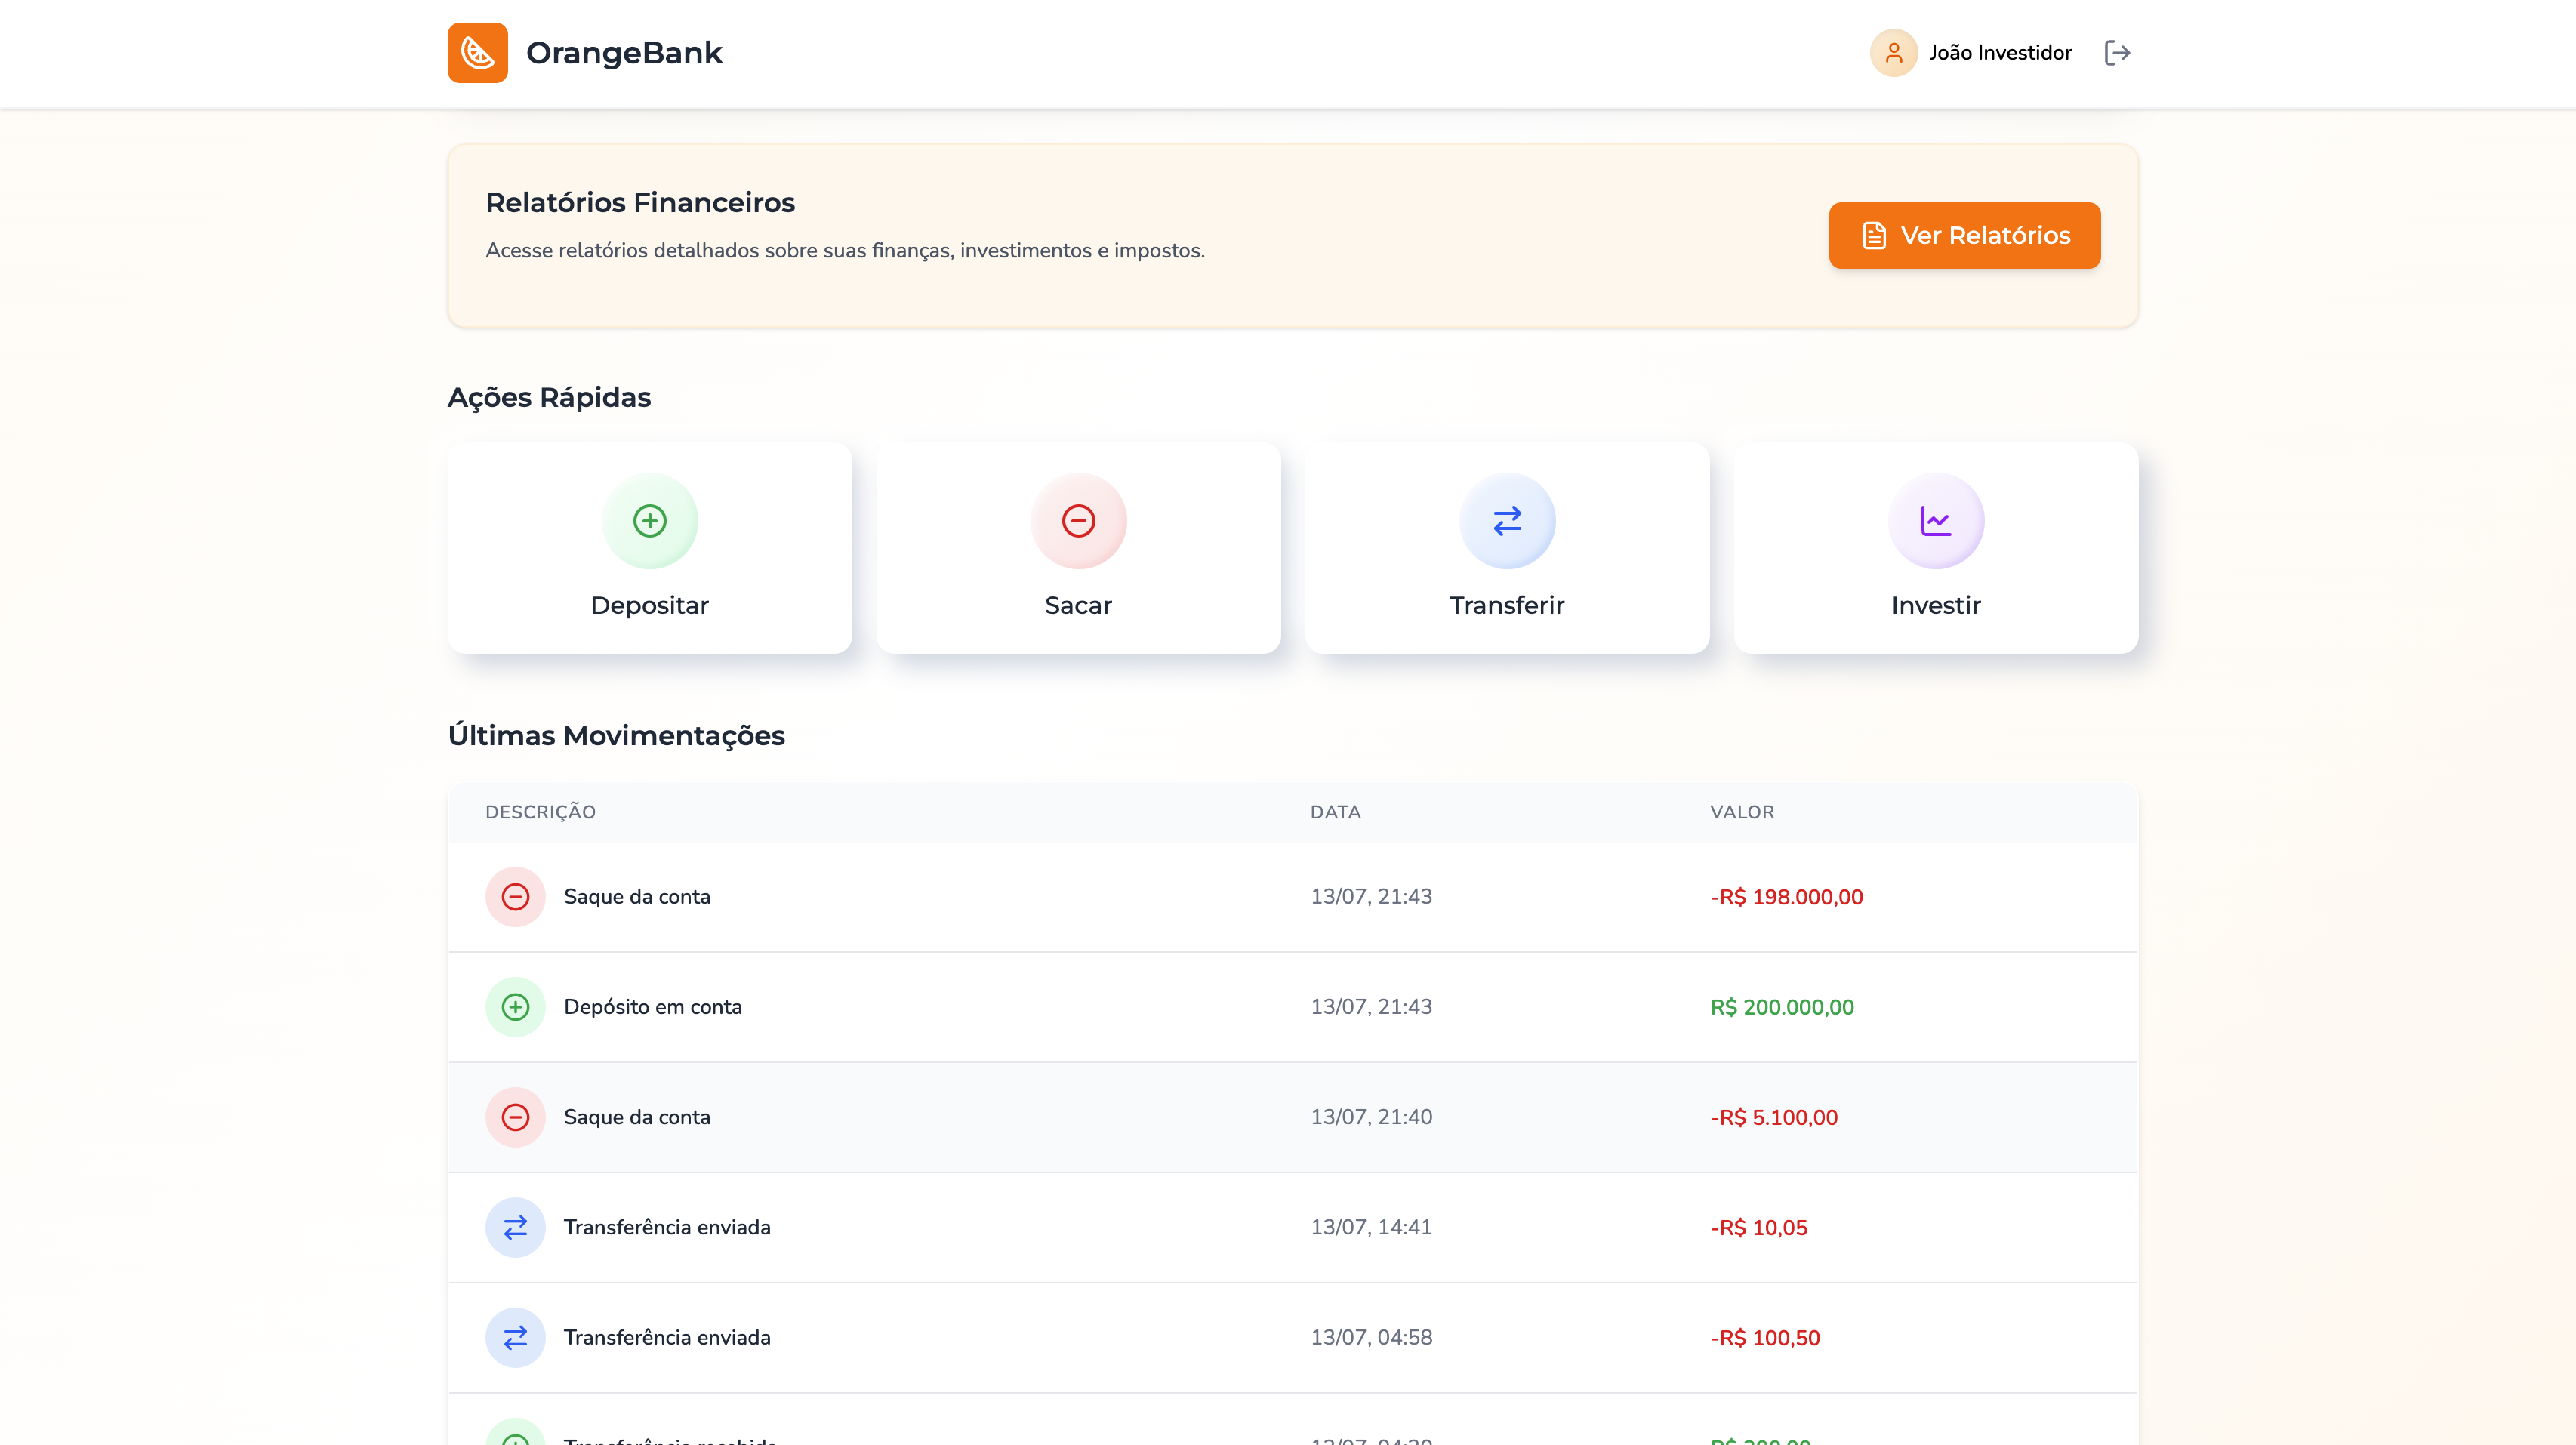 OrangeBank
João Investidor
Relatórios Financeiros
Acesse relatórios detalhados sobre suas finanças, investimentos e impostos.
Ver Relatórios
Ações Rápidas
Depositar
Sacar
Transferir
Investir
Últimas Movimentações
DESCRIÇÃO DATA VALOR
Saque da conta 13/07, 21:43 -R$ 198.000,00
Depósito em conta 13/07, 21:43 R$ 200.000,00
Saque da conta 13/07, 21:40 -R$ 5.100,00
Transferência enviada 13/07, 14:41 -R$ 10,05
Transferência enviada 13/07, 04:58 -R$ 100,50